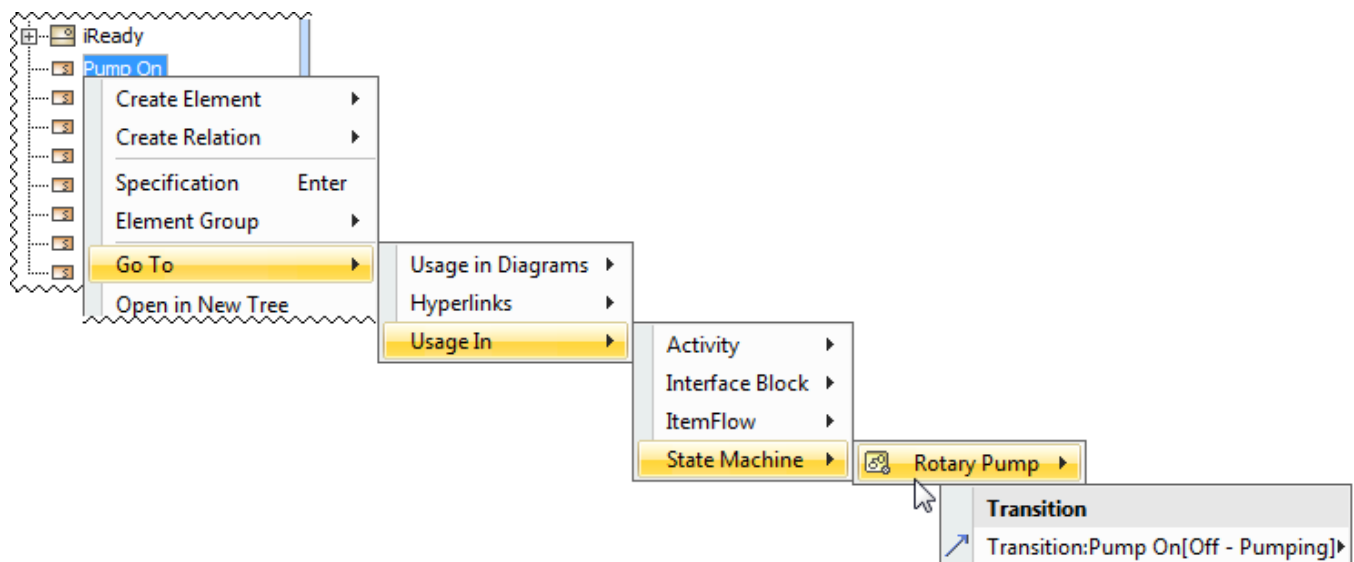 iReady
Pump On
Create Element
Create Relation
Specification Enter
Element Group
Go To
Open in New Tree
Usage in Diagrams
Hyperlinks
Usage In
Activity
Interface Block
ItemFlow
State Machine
Rotary Pump
Transition
Transition:Pump On[Off - Pumping]